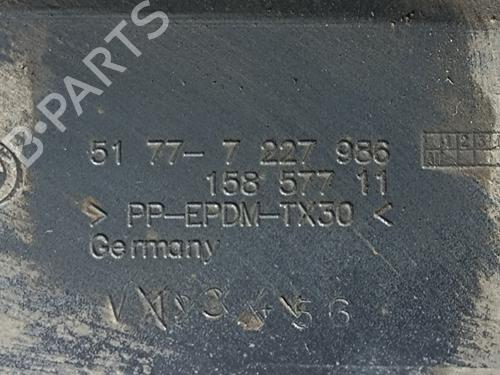 B-PARTS
51 77- 7 227 986
158 577 11
> PP-EPDM-TX30 <
Germany